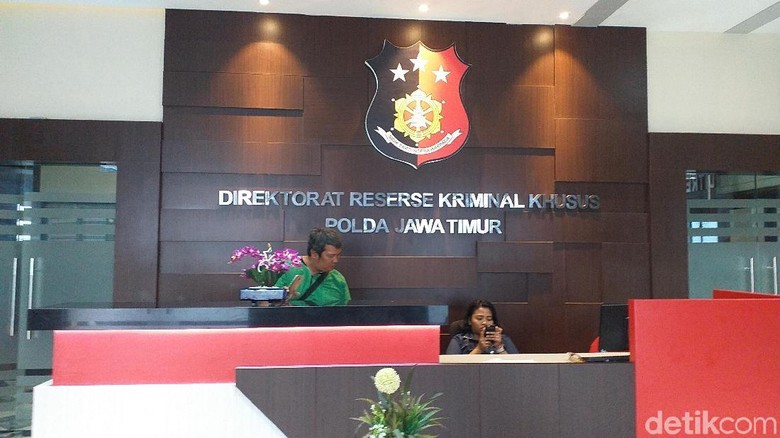 DIREKTORAT RESERSE KRIMINAL KHUSUS
POLDA JAWA TIMUR
detikcom